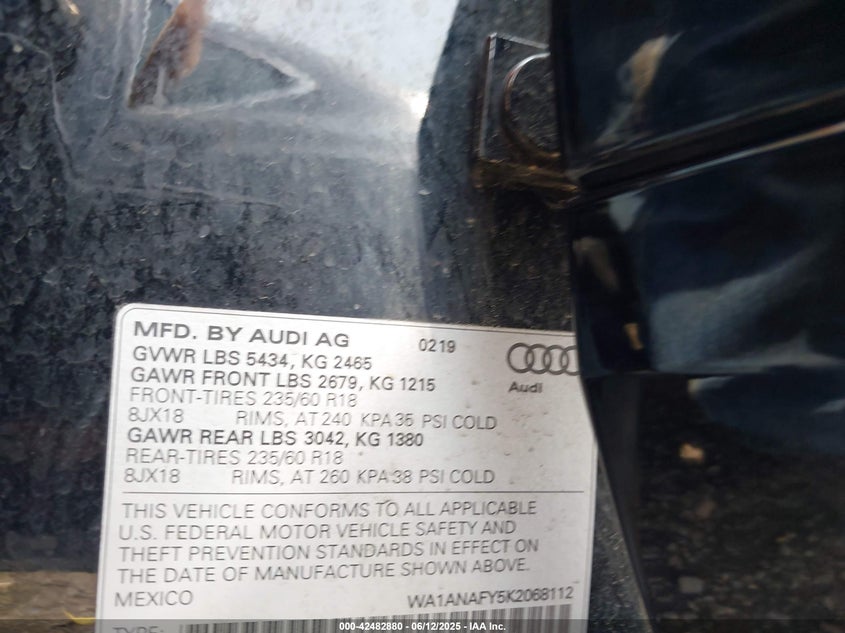 MFD. BY AUDI AG 0219
GVWR LBS 5434, KG 2465
GAWR FRONT LBS 2679, KG 1215
Audi
FRONT-TIRES 235/60 R18
8JX18 RIMS, AT 240 KPA 35 PSI COLD
GAWR REAR LBS 3042, KG 1380
REAR-TIRES 235/60 R18
8JX18 RIMS, AT 260 KPA 38 PSI COLD
THIS VEHICLE CONFORMS TO ALL APPLICABLE
U.S. FEDERAL MOTOR VEHICLE SAFETY AND
THEFT PREVENTION STANDARDS IN EFFECT ON
THE DATE OF MANUFACTURE SHOWN ABOVE.
MEXICO WA1ANAFY5K2068112
TYPE:
000-42482880 - 06/12/2025 - IAA, Inc.